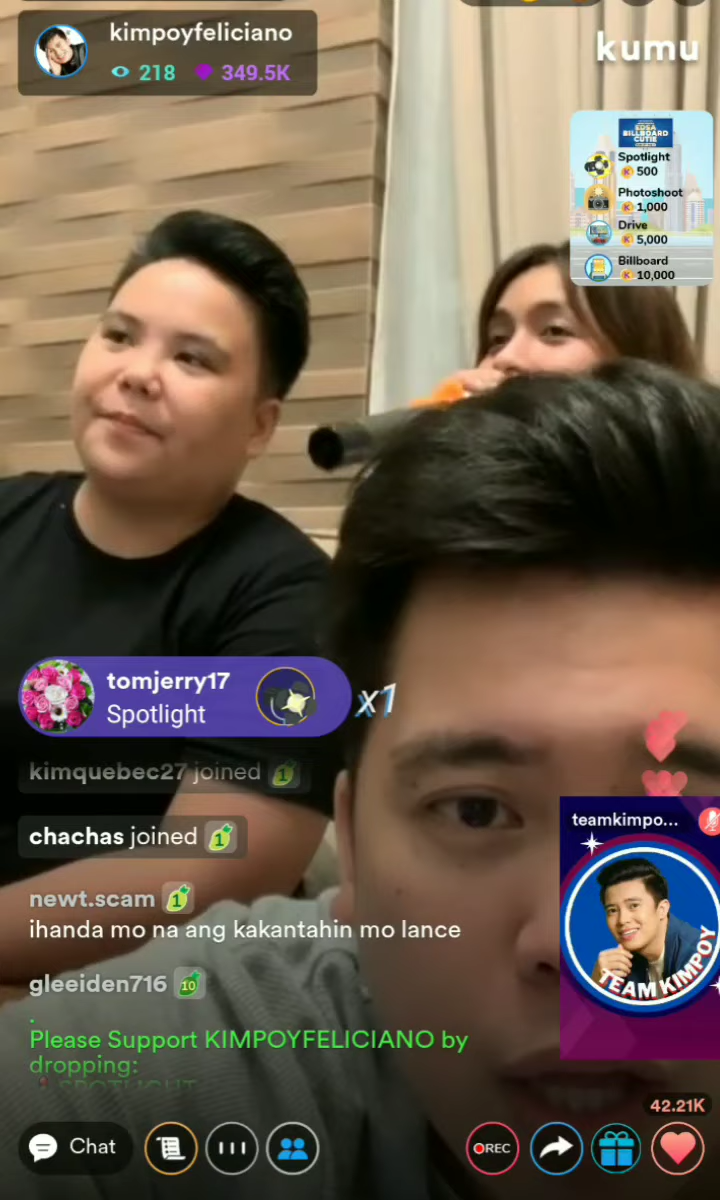 kimpoyfeliciano
218 349.5K
kumu
EDSA
BILLBOARD
CUTIE
Spotlight
500
Photoshoot
1,000
Drive
5,000
Billboard
10,000
tomjerry17
Spotlight
x1
kimquebec27 joined 1
chachas joined 1
newt.scam 1
ihanda mo na ang kakantahin mo lance
gleeiden716 10
.
Please Support KIMPOYFELICIANO by
dropping:
SPOTLIGHT
teamkimpo...
TEAM KIMPOY
42.21K
Chat
REC